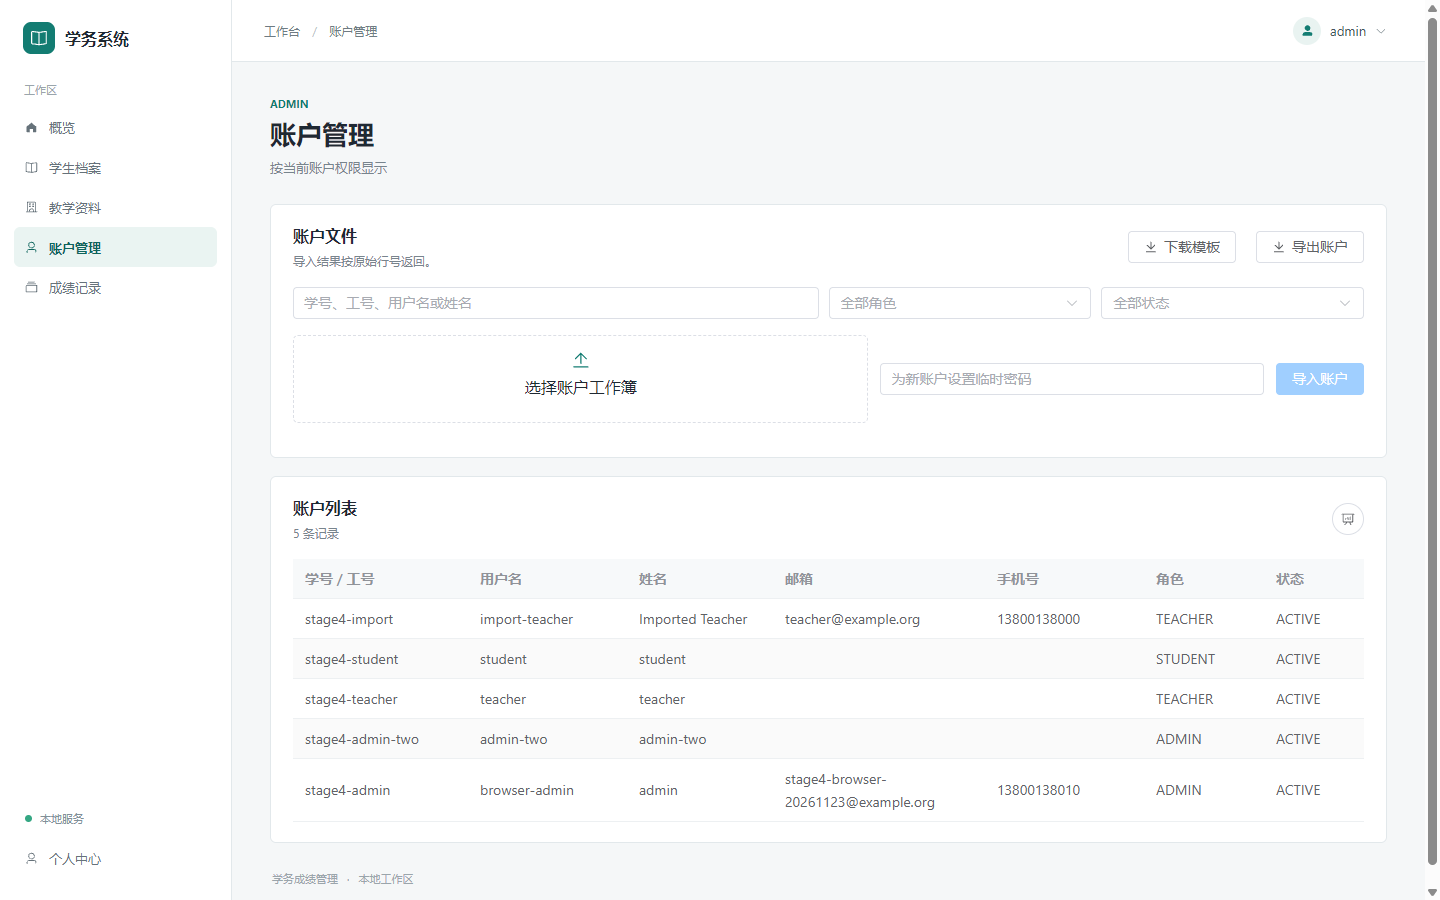 学务系统
工作区
概览
学生档案
教学资料
账户管理
成绩记录
本地服务
个人中心
工作台 / 账户管理
admin
ADMIN
账户管理
按当前账户权限显示
账户文件
导入结果按原始行号返回。
下载模板
导出账户
学号、工号、用户名或姓名
全部角色
全部状态
选择账户工作簿
为新账户设置临时密码
导入账户
账户列表
5 条记录
学号 / 工号 用户名 姓名 邮箱 手机号 角色 状态
stage4-import import-teacher Imported Teacher teacher@example.org 13800138000 TEACHER ACTIVE
stage4-student student student STUDENT ACTIVE
stage4-teacher teacher teacher TEACHER ACTIVE
stage4-admin-two admin-two admin-two ADMIN ACTIVE
stage4-admin browser-admin admin stage4-browser-20261123@example.org 13800138010 ADMIN ACTIVE
学务成绩管理 · 本地工作区